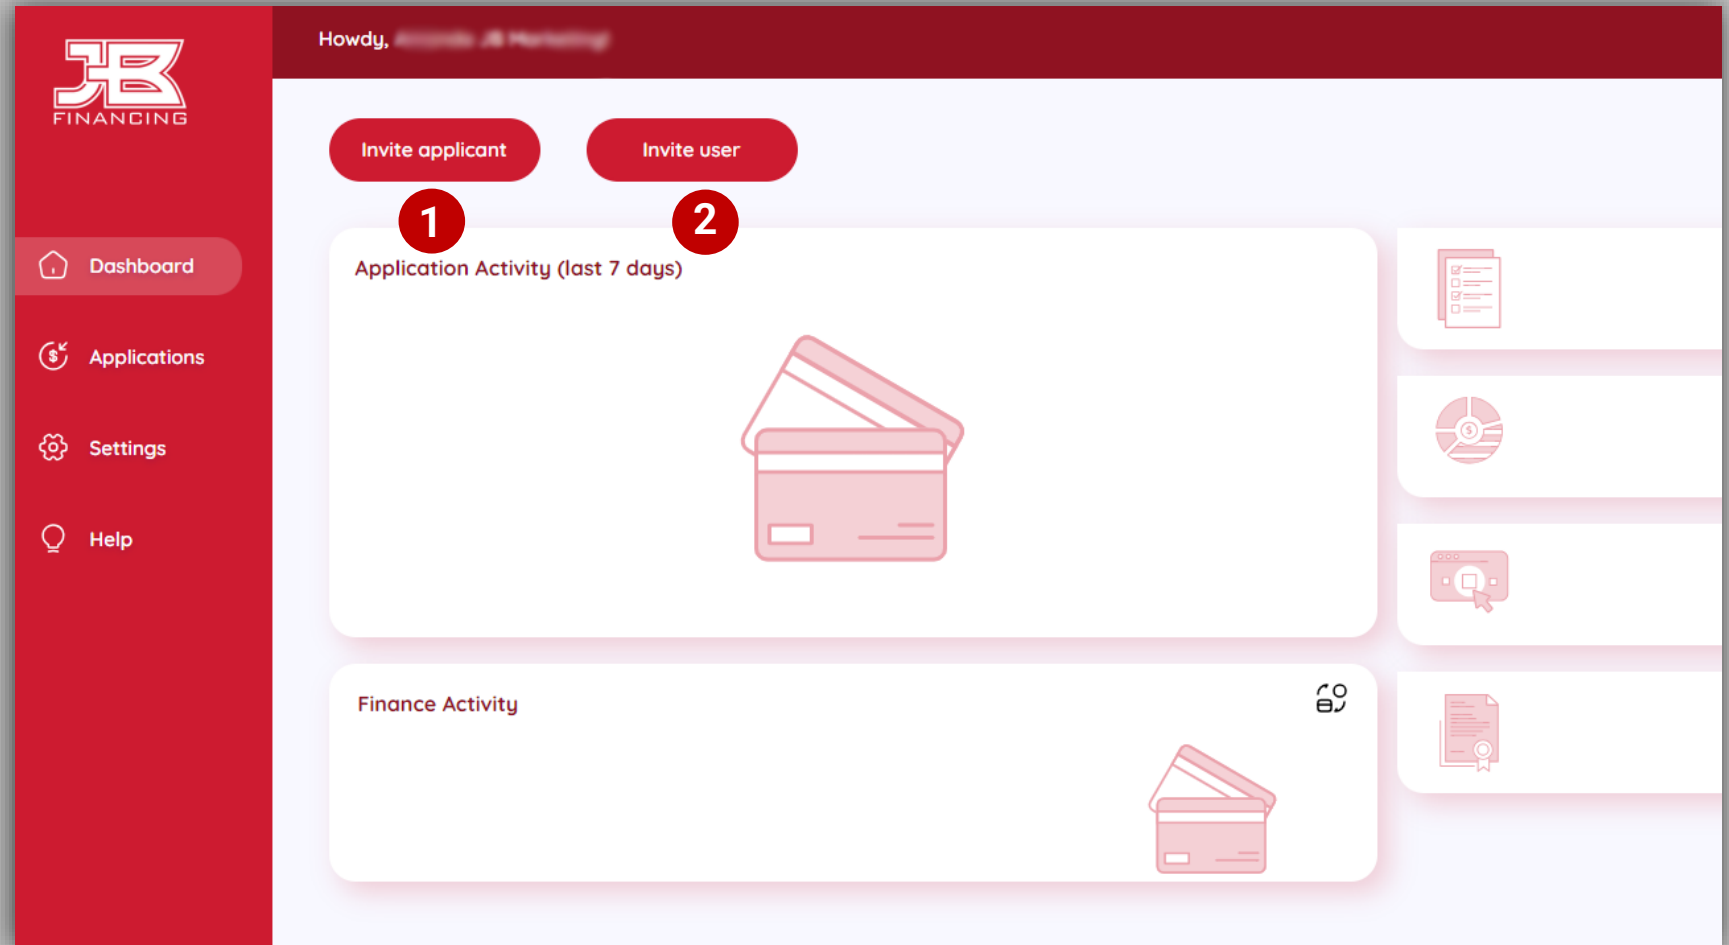 JB
FINANCING
Howdy,
Invite applicant
Invite user
1
2
Dashboard
Applications
Settings
Help
Application Activity (last 7 days)
Finance Activity